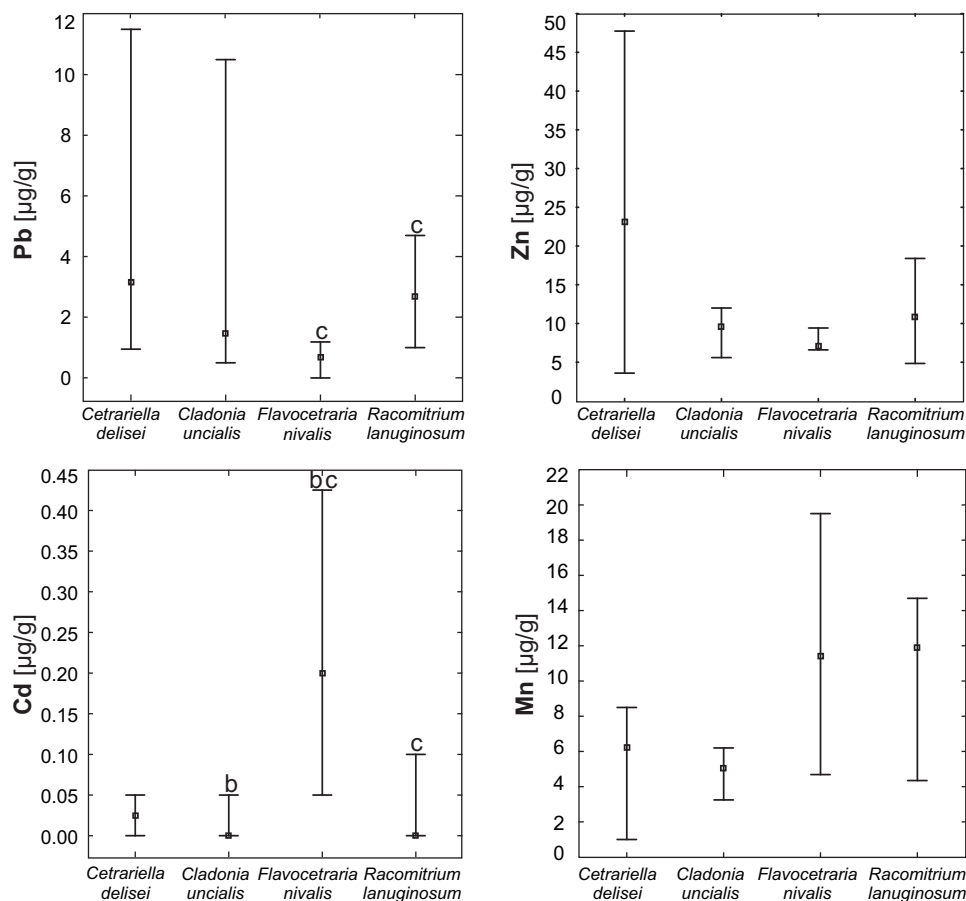 Pb [µg/g]
12
10
8
6
4
2
0
c
c
Cetrariella delisei
Cladonia uncialis
Flavocetraria nivalis
Racomitrium lanuginosum
Zn [µg/g]
50
45
40
35
30
25
20
15
10
5
0
Cetrariella delisei
Cladonia uncialis
Flavocetraria nivalis
Racomitrium lanuginosum
Cd [µg/g]
0.45
0.40
0.35
0.30
0.25
0.20
0.15
0.10
0.05
0.00
b
bc
c
Cetrariella delisei
Cladonia uncialis
Flavocetraria nivalis
Racomitrium lanuginosum
Mn [µg/g]
22
20
18
16
14
12
10
8
6
4
2
0
Cetrariella delisei
Cladonia uncialis
Flavocetraria nivalis
Racomitrium lanuginosum